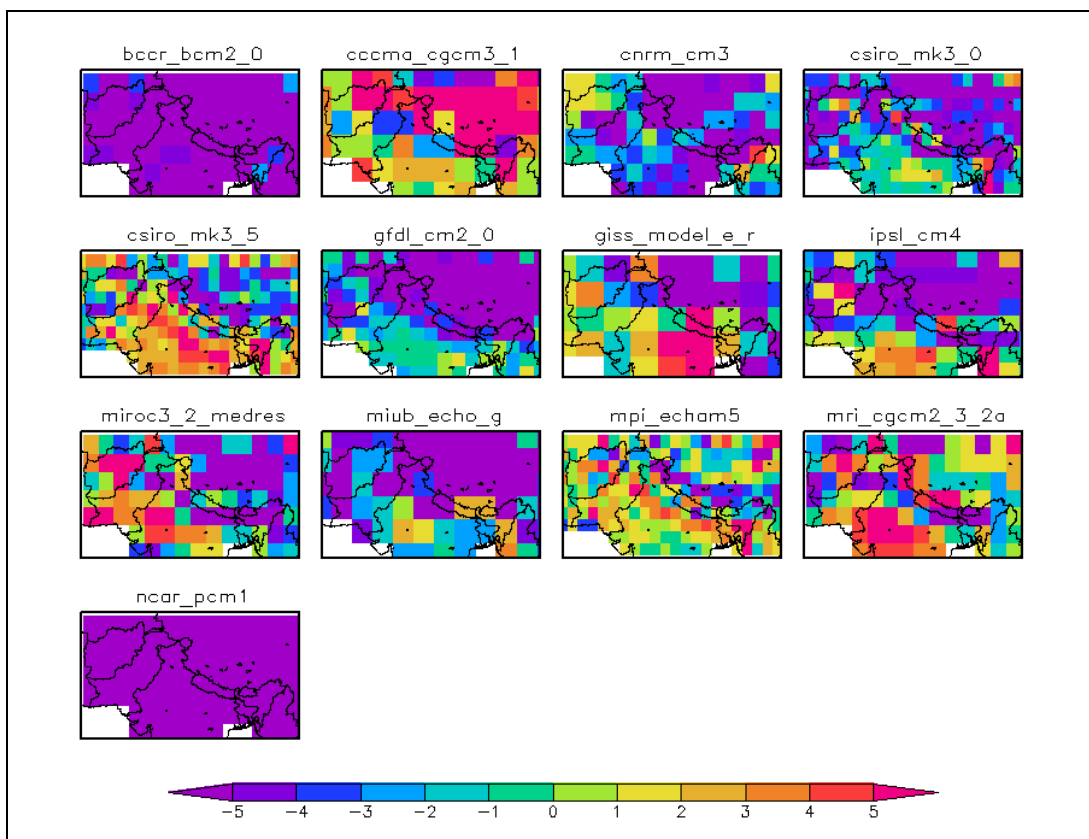 bccr_bcm2_0 cccma_cgcm3_1 cnrm_cm3 csiro_mk3_0
csiro_mk3_5 gfdl_cm2_0 giss_model_e_r ipsl_cm4
miroc3_2_medres miub_echo_g mpi_echam5 mri_cgcm2_3_2a
ncar_pcm1
-5 -4 -3 -2 -1 0 1 2 3 4 5